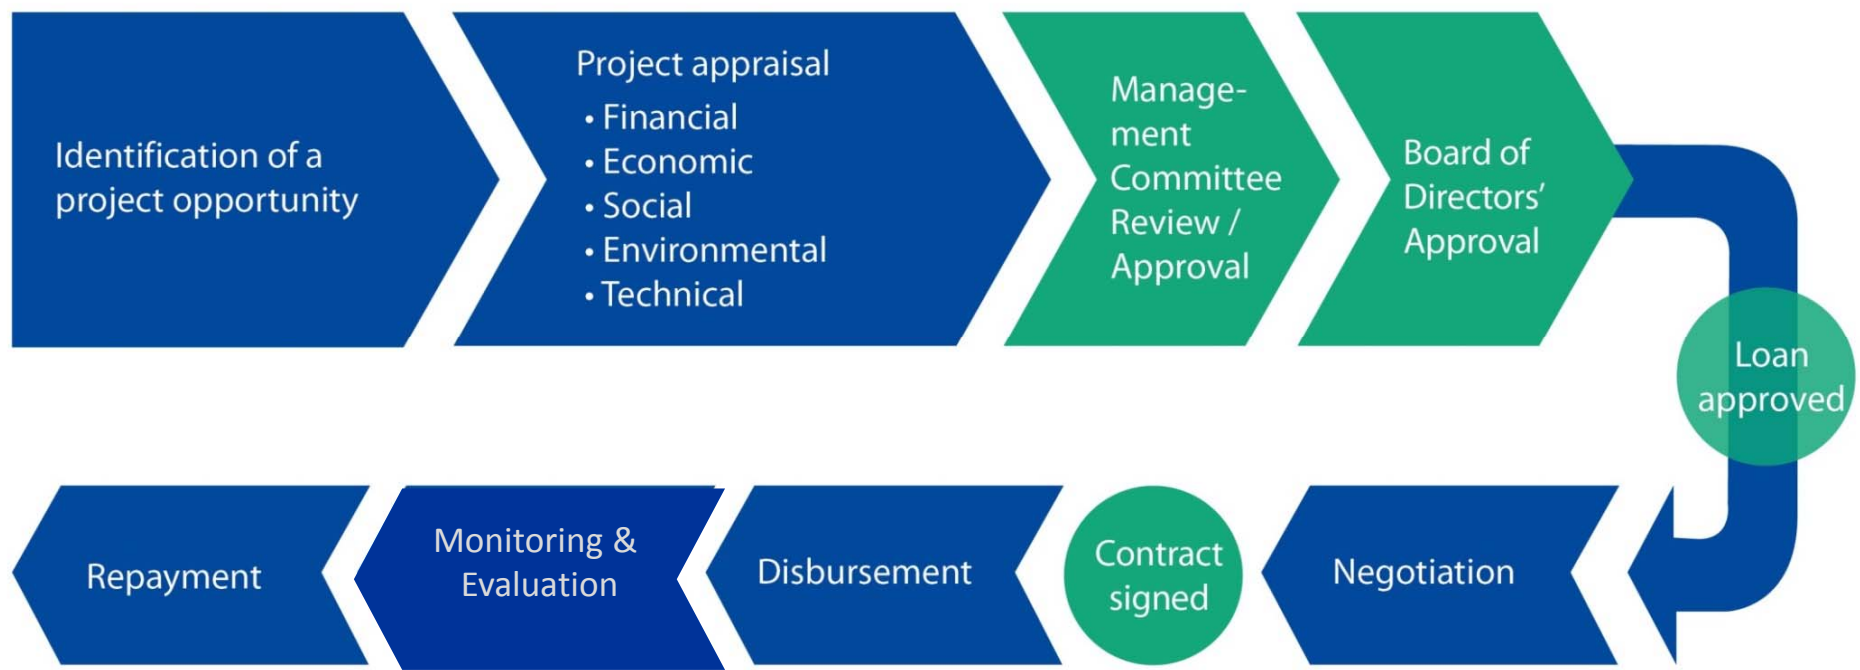 Identification of a
project opportunity
Project appraisal
• Financial
• Economic
• Social
• Environmental
• Technical
Manage-
ment
Committee
Review /
Approval
Board of
Directors’
Approval
Loan
approved
Negotiation
Contract
signed
Disbursement
Monitoring &
Evaluation
Repayment